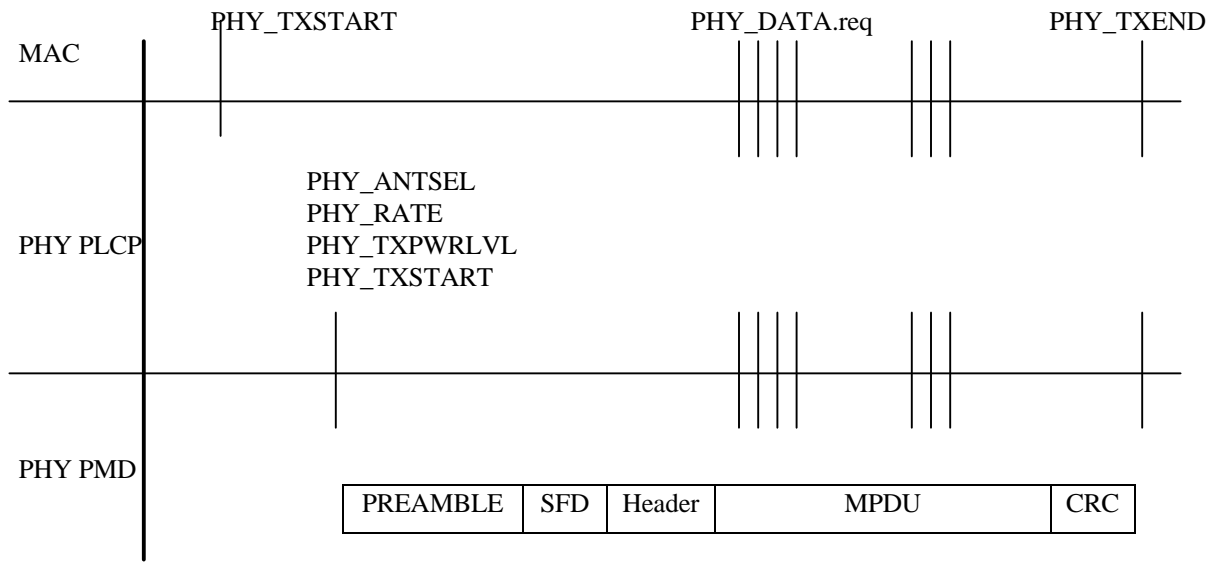 PHY_TXSTART PHY_DATA.req PHY_TXEND
MAC
PHY_ANTSEL
PHY_RATE
PHY PLCP PHY_TXPWRLVL
PHY_TXSTART
PHY PMD
PREAMBLE SFD Header MPDU CRC